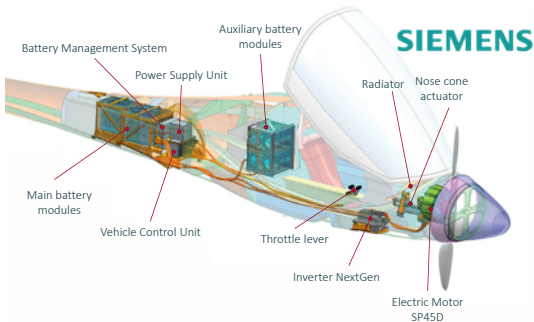 SIEMENS
Auxiliary battery
modules
Battery Management System
Power Supply Unit
Radiator
Nose cone
actuator
Main battery
modules
Vehicle Control Unit
Throttle lever
Inverter NextGen
Electric Motor
SP45D